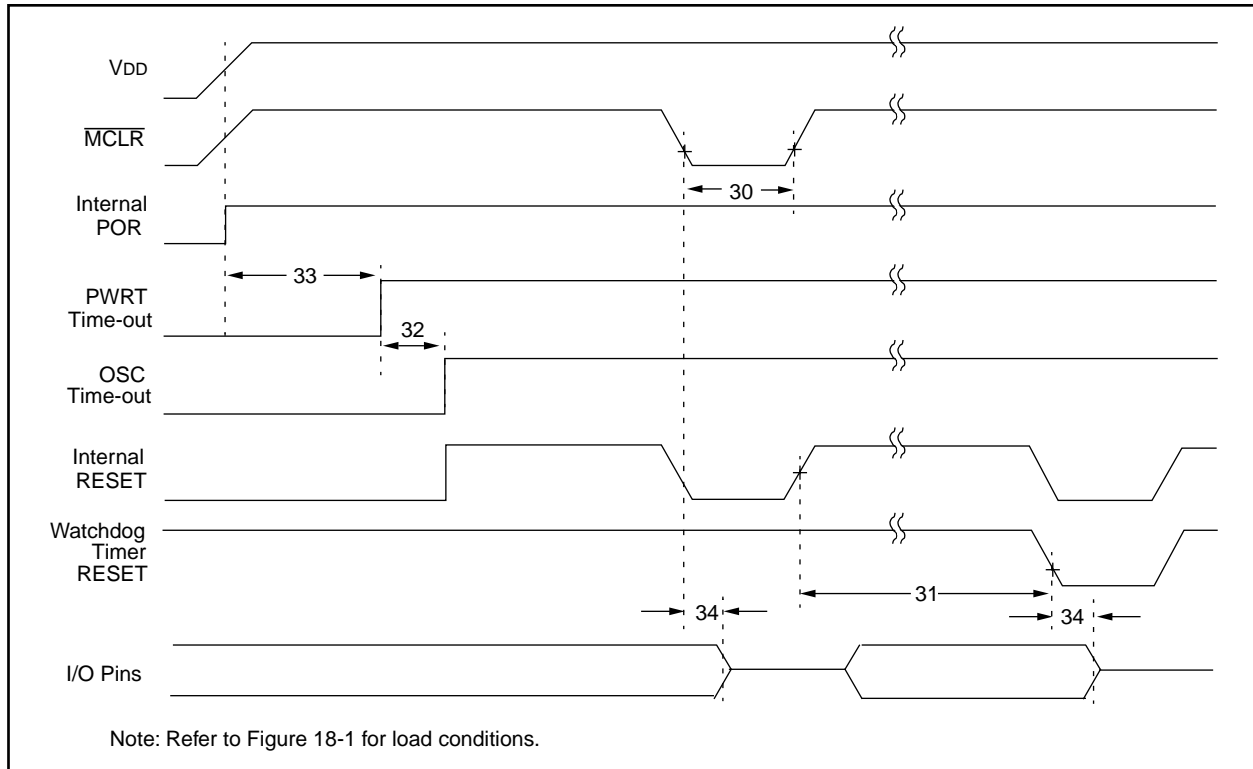 VDD
MCLR
30
Internal
POR
33
PWRT
Time-out
32
OSC
Time-out
Internal
RESET
Watchdog
Timer
RESET
31
34
34
I/O Pins
Note: Refer to Figure 18-1 for load conditions.